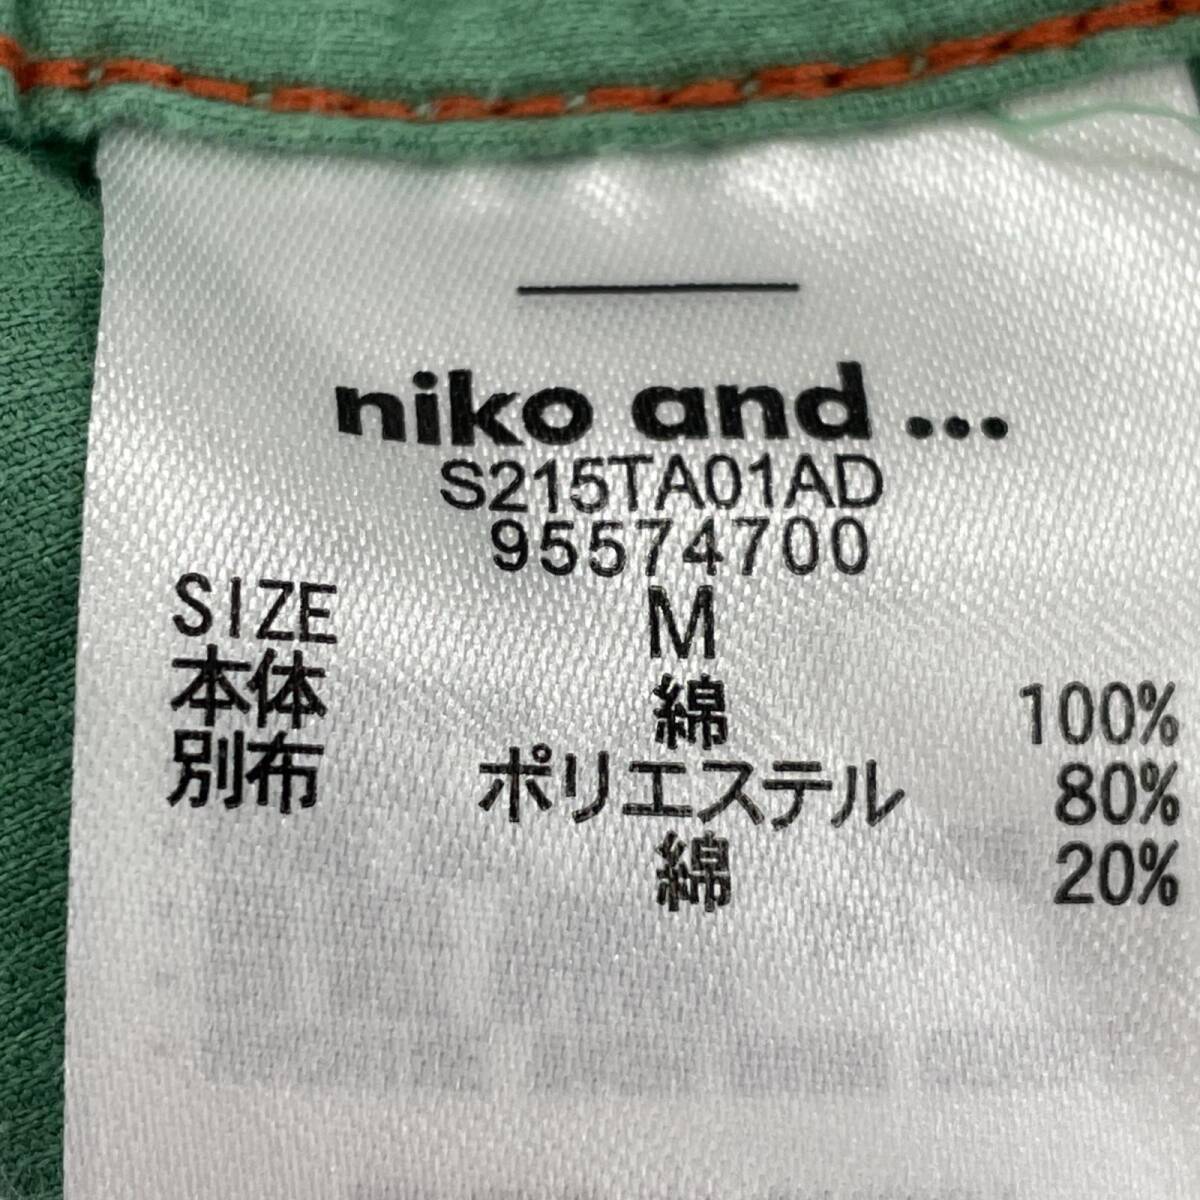 niko and ...
S215TA01AD
95574700
SIZE M
本体 綿 100%
別布 ポリエステル 80%
綿 20%